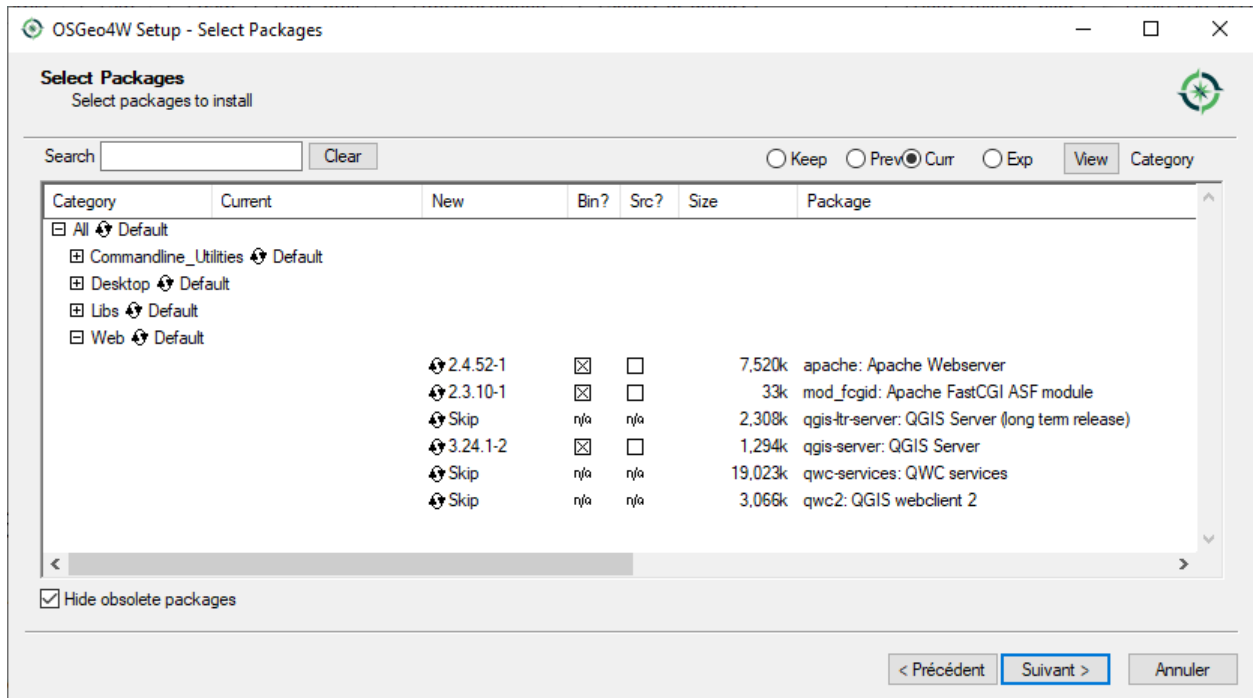 OSGeo4W Setup - Select Packages
Select Packages
Select packages to install
Search Clear Keep Prev Curr Exp View Category
Category Current New Bin? Src? Size Package
All Default
Commandline_Utilities Default
Desktop Default
Libs Default
Web Default
2.4.52-1 7,520k apache: Apache Webserver
2.3.10-1 33k mod_fcgid: Apache FastCGI ASF module
Skip n/a n/a 2,308k qgis-ltr-server: QGIS Server (long term release)
3.24.1-2 1,294k qgis-server: QGIS Server
Skip n/a n/a 19,023k qwc-services: QWC services
Skip n/a n/a 3,066k qwc2: QGIS webclient 2
Hide obsolete packages
< Précédent Suivant > Annuler